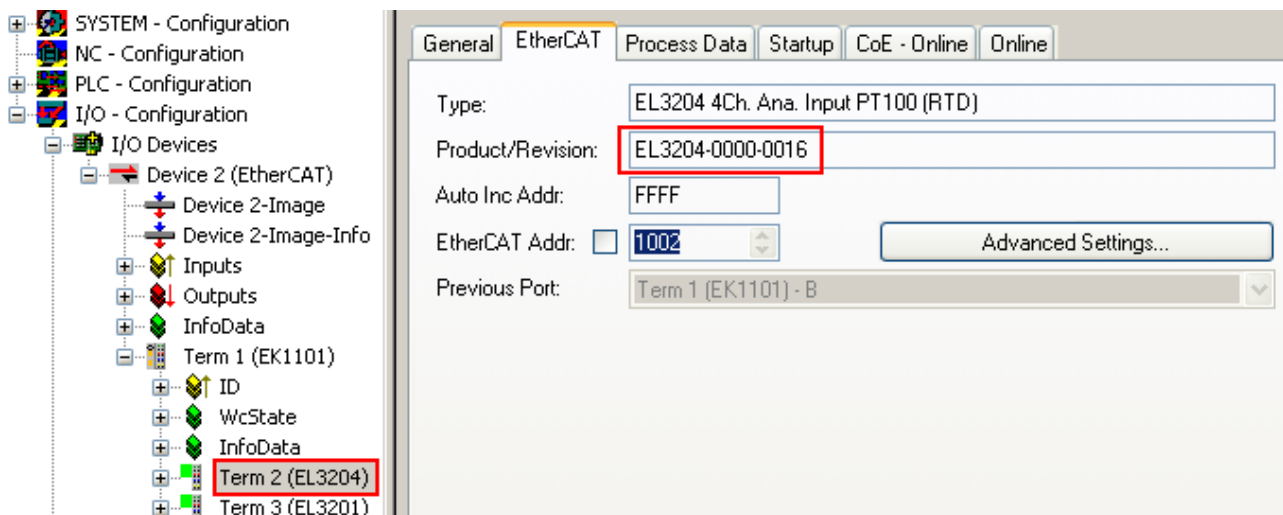 SYSTEM - Configuration
NC - Configuration
PLC - Configuration
I/O - Configuration
I/O Devices
Device 2 (EtherCAT)
Device 2-Image
Device 2-Image-Info
Inputs
Outputs
InfoData
Term 1 (EK1101)
ID
WcState
InfoData
Term 2 (EL3204)
Term 3 (EL3201)
General EtherCAT Process Data Startup CoE - Online Online
Type: EL3204 4Ch. Ana. Input PT100 (RTD)
Product/Revision: EL3204-0000-0016
Auto Inc Addr: FFFF
EtherCAT Addr: 1002 Advanced Settings...
Previous Port: Term 1 (EK1101) - B